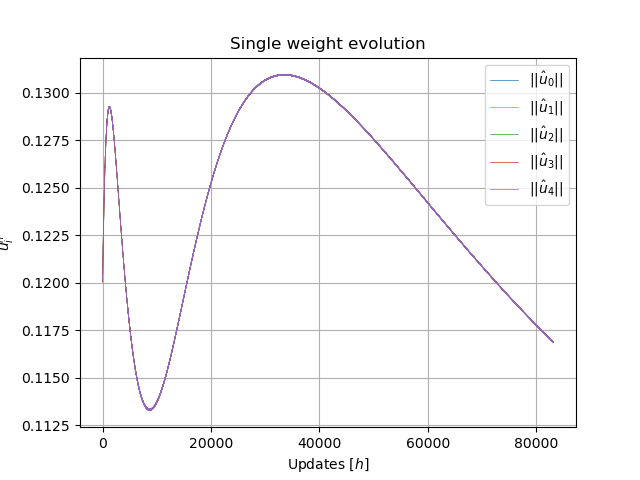 Single weight evolution
0.1300
0.1275
0.1250
0.1225
0.1200
0.1175
0.1150
0.1125
||û₀||
||û₁||
||û₂||
||û₃||
||û₄||
0
20000
40000
60000
80000
Updates [h]